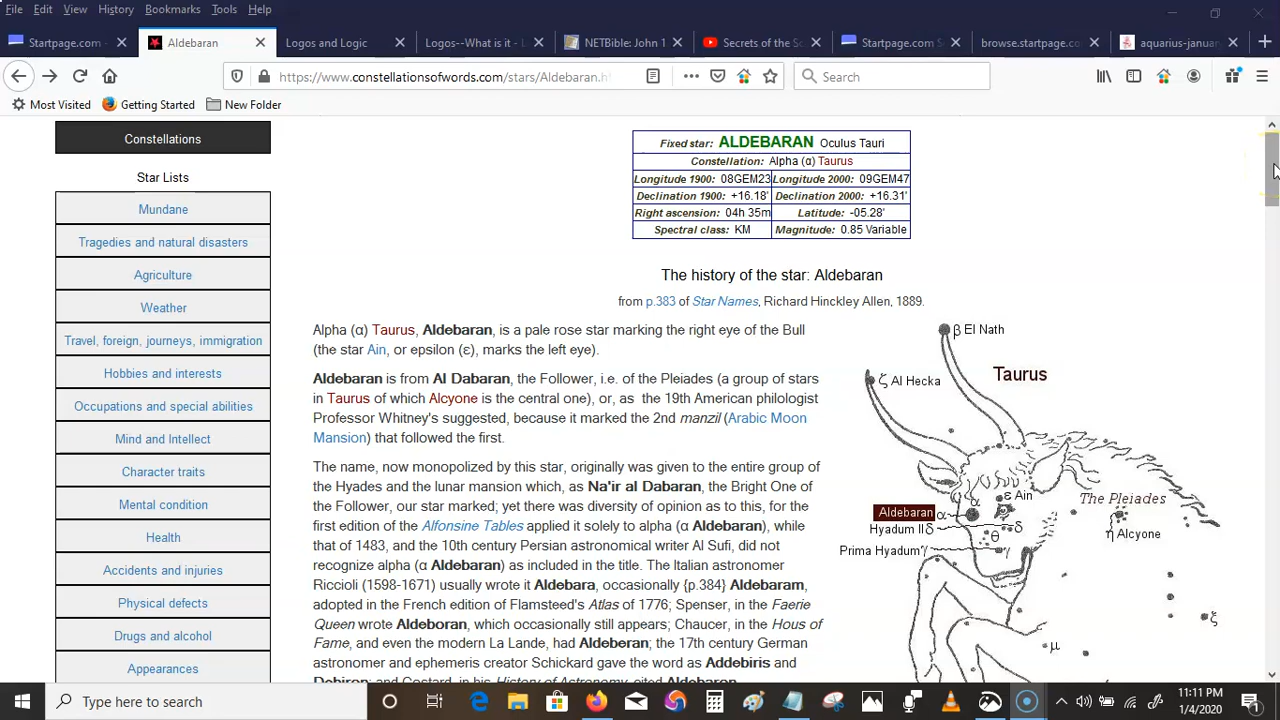 File Edit View History Bookmarks Tools Help
Startpage.com - Aldebaran Logos and Logic Logos--What is it - L NETBible: John 1 Secrets of the Sc Startpage.com S browse.startpage.co aquarius-january
https://www.constellationsofwords.com/stars/Aldebaran.h Search
Most Visited Getting Started New Folder
Constellations
Star Lists
Mundane
Tragedies and natural disasters
Agriculture
Weather
Travel, foreign, journeys, immigration
Hobbies and interests
Occupations and special abilities
Mind and Intellect
Character traits
Mental condition
Health
Accidents and injuries
Physical defects
Drugs and alcohol
Appearances
Fixed star: ALDEBARAN Oculus Tauri
Constellation: Alpha (α) Taurus
Longitude 1900: 08GEM23 Longitude 2000: 09GEM47
Declination 1900: +16.18' Declination 2000: +16.31'
Right ascension: 04h 35m Latitude: -05.28'
Spectral class: KM Magnitude: 0.85 Variable
The history of the star: Aldebaran
from p.383 of Star Names, Richard Hinckley Allen, 1889.
Alpha (α) Taurus, Aldebaran, is a pale rose star marking the right eye of the Bull
(the star Ain, or epsilon (ε), marks the left eye).
Aldebaran is from Al Dabaran, the Follower, i.e. of the Pleiades (a group of stars
in Taurus of which Alcyone is the central one), or, as the 19th American philologist
Professor Whitney's suggested, because it marked the 2nd manzil (Arabic Moon
Mansion) that followed the first.
The name, now monopolized by this star, originally was given to the entire group of
the Hyades and the lunar mansion which, as Na'ir al Dabaran, the Bright One of
the Follower, our star marked; yet there was diversity of opinion as to this, for the
first edition of the Alfonsine Tables applied it solely to alpha (α Aldebaran), while
that of 1483, and the 10th century Persian astronomical writer Al Sufi, did not
recognize alpha (α Aldebaran) as included in the title. The Italian astronomer
Riccioli (1598-1671) usually wrote it Aldebara, occasionally {p.384} Aldebaram,
adopted in the French edition of Flamsteed's Atlas of 1776; Spenser, in the Faerie
Queen wrote Aldeboran, which occasionally still appears; Chaucer, in the Hous of
Fame, and even the modern La Lande, had Aldeberan; the 17th century German
astronomer and ephemeris creator Schickard gave the word as Addebiris and
Debiron; and Costard, in his History of Astronomy, cited Aldebaron
β El Nath
ζ Al Hecka
Taurus
α
ε Ain
The Pleiades
Aldebaran α
Hyadum II δ δ
θ
η Alcyone
Prima Hyadum γ
ξ
μ
Type here to search
11:11 PM
1/4/2020
1